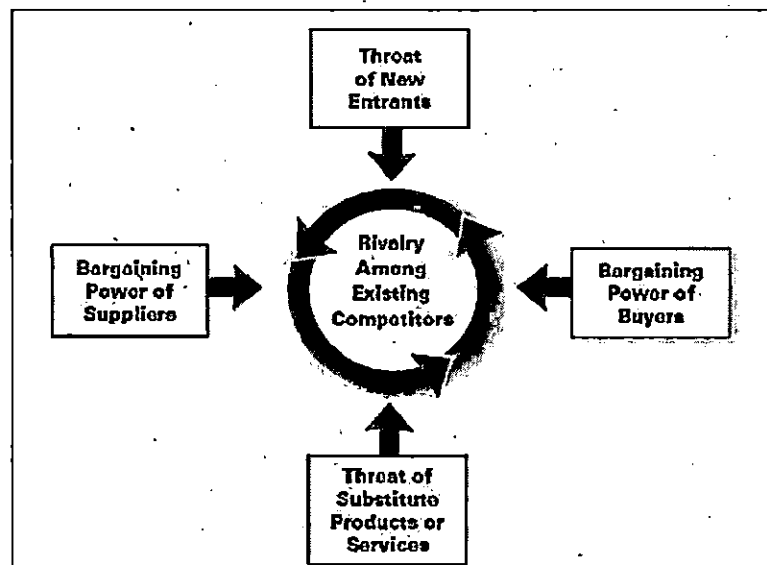 Threat
of New
Entrants
Rivalry
Among
Existing
Competitors
Bargaining
Power of
Suppliers
Bargaining
Power of
Buyers
Threat of
Substitute
Products or
Services